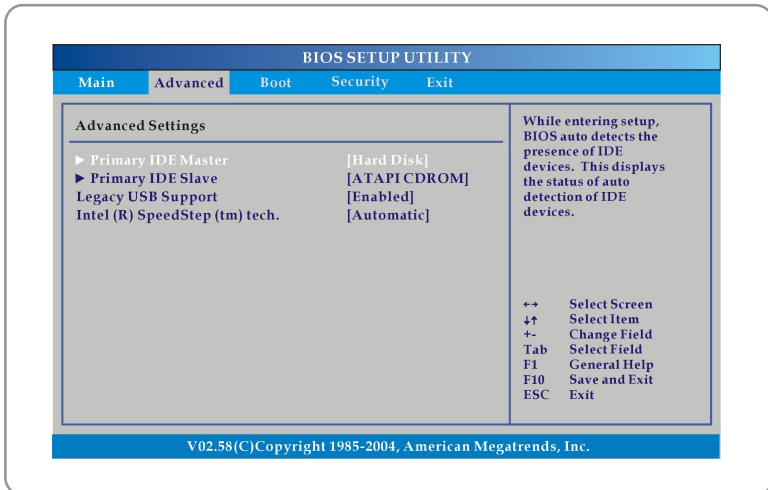 BIOS SETUP UTILITY
Main Advanced Boot Security Exit
Advanced Settings
► Primary IDE Master [Hard Disk]
► Primary IDE Slave [ATAPI CDROM]
Legacy USB Support [Enabled]
Intel (R) SpeedStep (tm) tech. [Automatic]
While entering setup,
BIOS auto detects the
presence of IDE
devices. This displays
the status of auto
detection of IDE
devices.
←→ Select Screen
↓↑ Select Item
+- Change Field
Tab Select Field
F1 General Help
F10 Save and Exit
ESC Exit
V02.58(C)Copyright 1985-2004, American Megatrends, Inc.